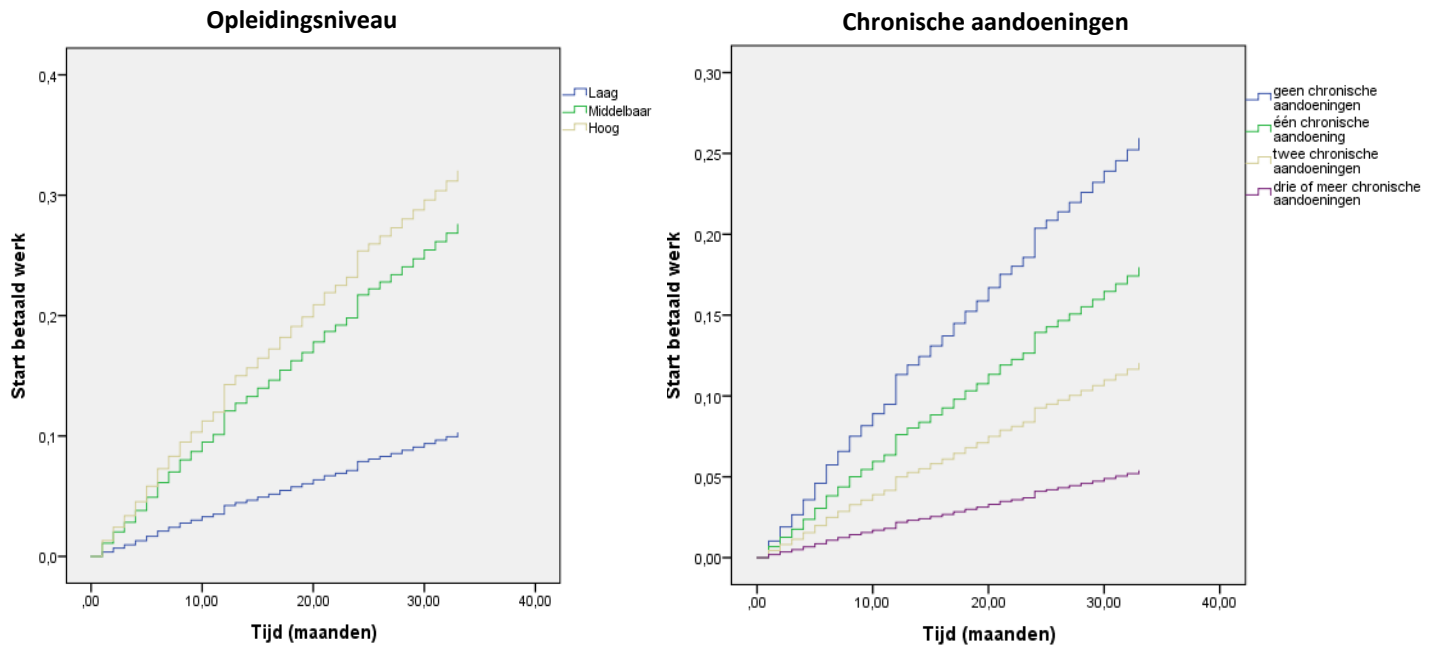 Opleidingsniveau
0,4
0,3
0,2
0,1
0,0
,00
10,00
20,00
30,00
40,00
Start betaald werk
Tijd (maanden)
Laag
Middelbaar
Hoog
Chronische aandoeningen
0,30
0,25
0,20
0,15
0,10
0,05
0,00
,00
10,00
20,00
30,00
40,00
Start betaald werk
Tijd (maanden)
geen chronische
aandoeningen
één chronische
aandoening
twee chronische
aandoeningen
drie of meer chronische
aandoeningen